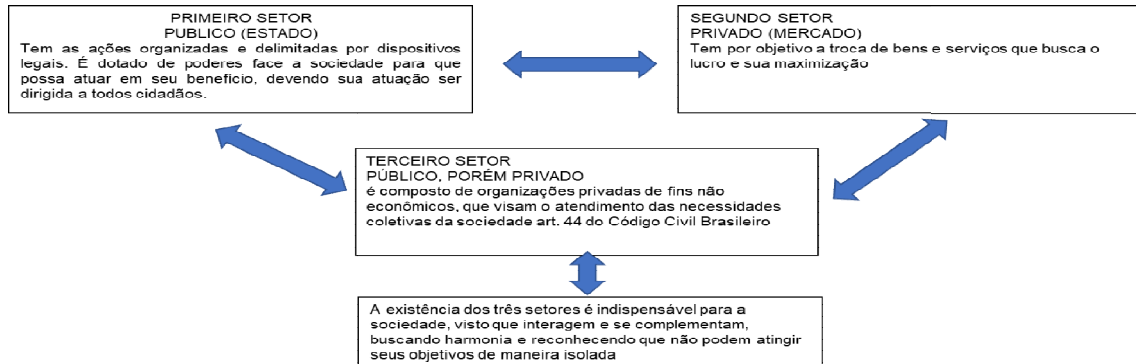 PRIMEIRO SETOR
PUBLICO (ESTADO)
Tem as ações organizadas e delimitadas por dispositivos
legais. É dotado de poderes face a sociedade para que
possa atuar em seu beneficio, devendo sua atuação ser
dirigida a todos cidadãos.
SEGUNDO SETOR
PRIVADO (MERCADO)
Tem por objetivo a troca de bens e serviços que busca o
lucro e sua maximização
TERCEIRO SETOR
PÚBLICO, PORÉM PRIVADO
é composto de organizações privadas de fins não
econômicos, que visam o atendimento das necessidades
coletivas da sociedade art. 44 do Código Civil Brasileiro
A existência dos três setores é indispensável para a
sociedade, visto que interagem e se complementam,
buscando harmonia e reconhecendo que não podem atingir
seus objetivos de maneira isolada